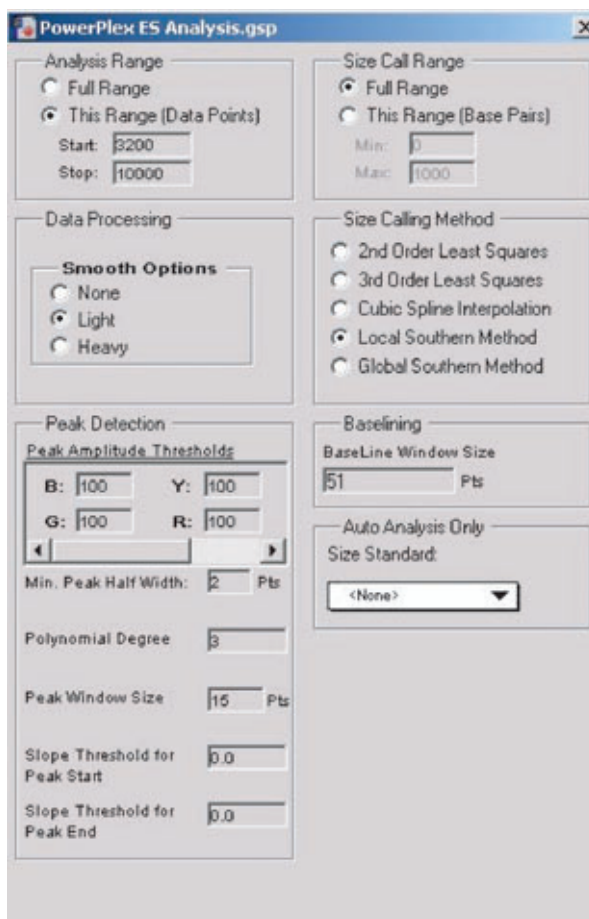 PowerPlex ES Analysis.gsp
Analysis Range
Full Range
This Range (Data Points)
Start: 3200
Stop: 10000
Size Call Range
Full Range
This Range (Base Pairs)
Min: 0
Max: 1000
Data Processing
Smooth Options
None
Light
Heavy
Size Calling Method
2nd Order Least Squares
3rd Order Least Squares
Cubic Spline Interpolation
Local Southern Method
Global Southern Method
Peak Detection
Peak Amplitude Thresholds
B: 100 Y: 100
G: 100 R: 100
Min. Peak Half Width: 2 Pts
Polynomial Degree 3
Peak Window Size 15 Pts
Slope Threshold for
Peak Start 0.0
Slope Threshold for
Peak End 0.0
Baselining
BaseLine Window Size
51 Pts
Auto Analysis Only
Size Standard:
<None>